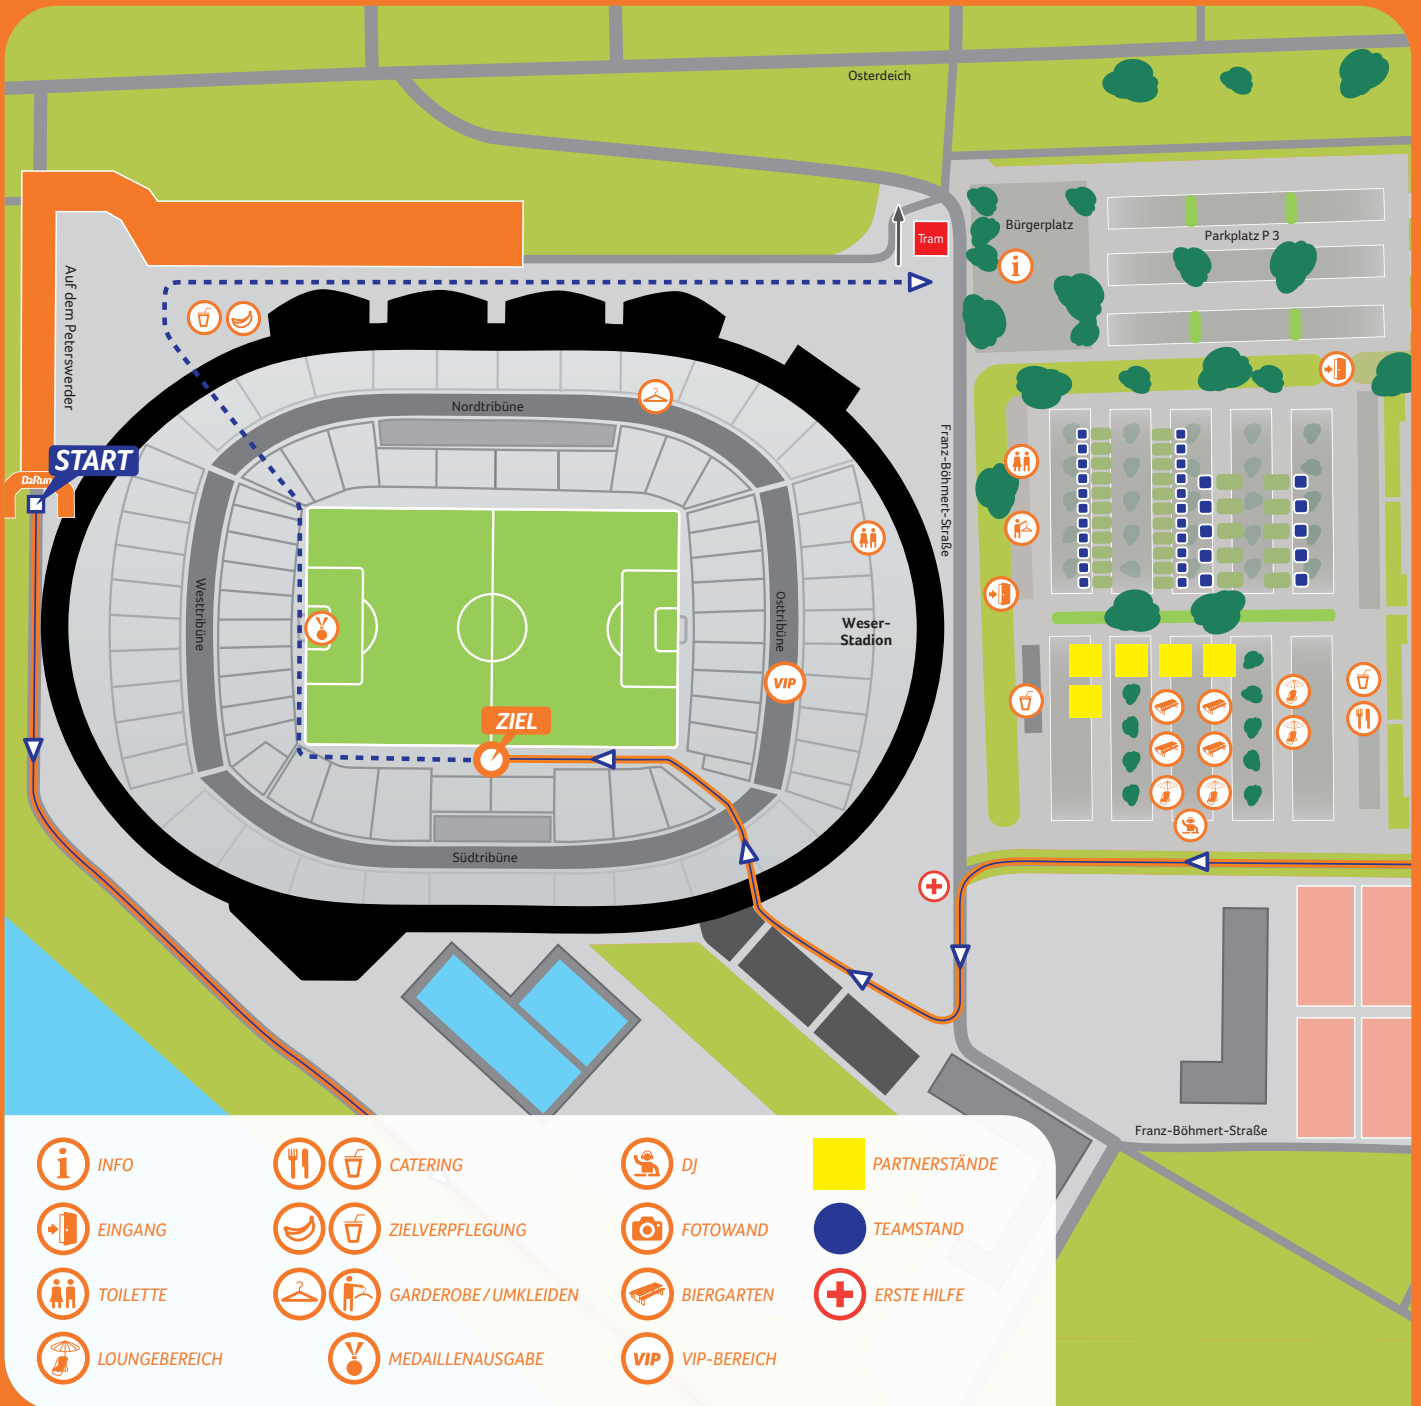 Osterdeich
Tram
Bürgerplatz
Parkplatz P 3
Auf dem Peterswerder
START
D2Run
Nordtribüne
Westtribüne
Osttribüne
Südtribüne
Weser-
Stadion
Franz-Böhmert-Straße
VIP
ZIEL
Franz-Böhmert-Straße
INFO
CATERING
DJ
PARTNERSTÄNDE
EINGANG
ZIELVERPFLEGUNG
FOTOWAND
TEAMSTAND
TOILETTE
GARDEROBE / UMKLEIDEN
BIERGARTEN
ERSTE HILFE
LOUNGEBEREICH
MEDAILLENAUSGABE
VIP VIP-BEREICH